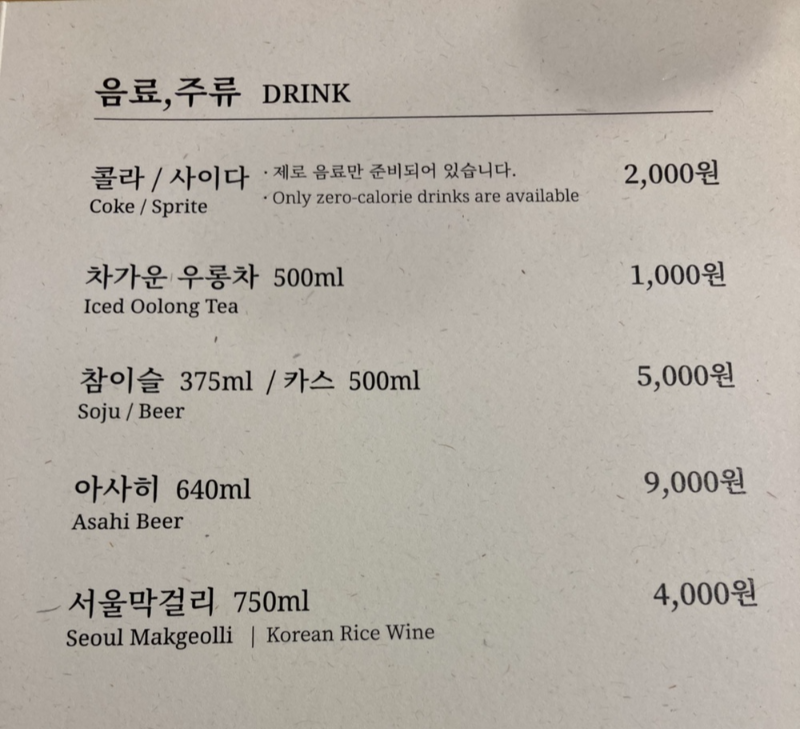 음료,주류 DRINK
콜라 / 사이다 · 제로 음료만 준비되어 있습니다. 2,000원
Coke / Sprite · Only zero-calorie drinks are available
차가운 우롱차 500ml 1,000원
Iced Oolong Tea
참이슬 375ml / 카스 500ml 5,000원
Soju / Beer
아사히 640ml 9,000원
Asahi Beer
서울막걸리 750ml 4,000원
Seoul Makgeolli | Korean Rice Wine